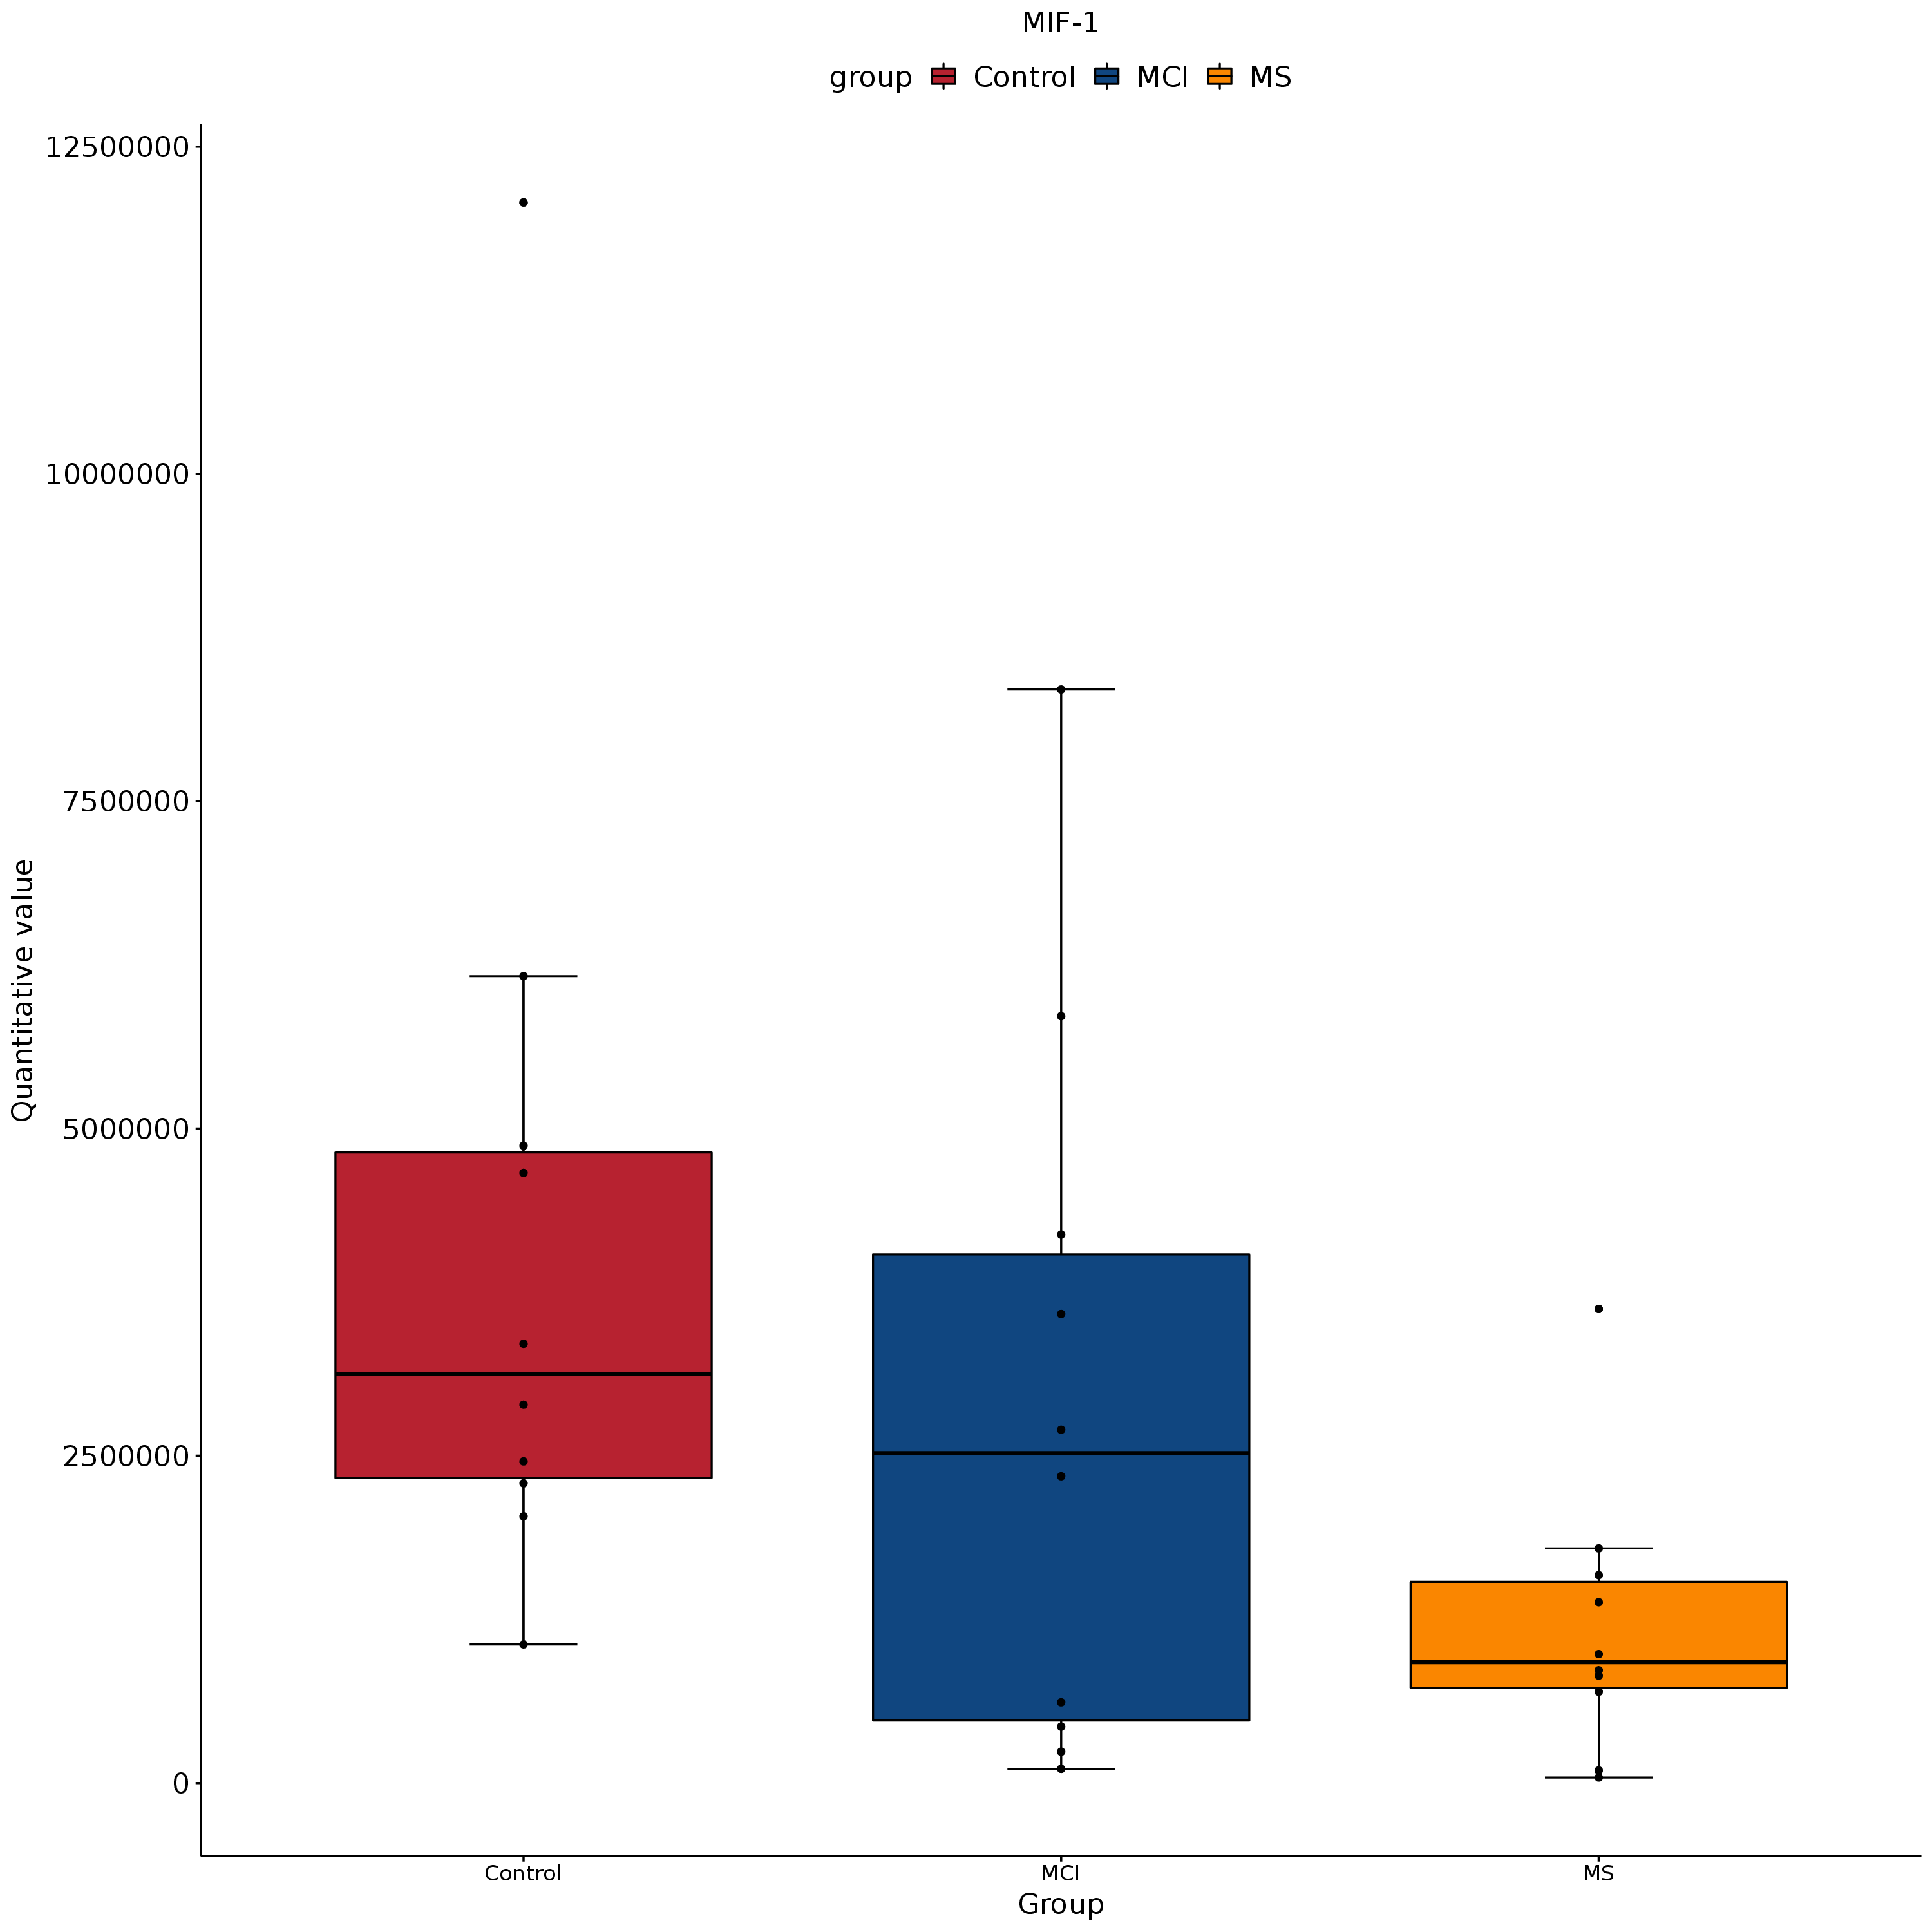 MIF-1
group Control MCI MS
12500000
10000000
7500000
5000000
2500000
0
Quantitative value
Control MCI MS
Group